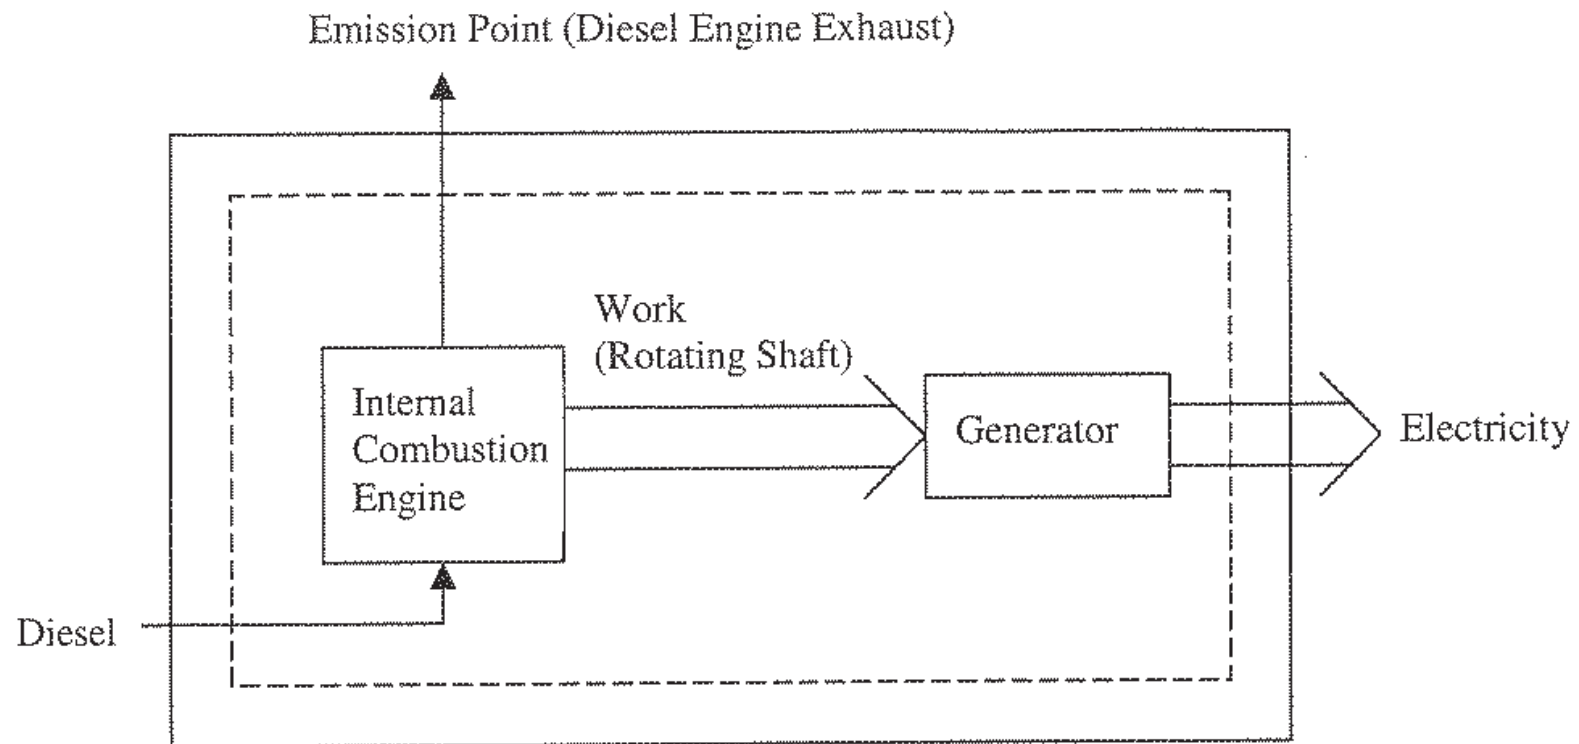 Emission Point (Diesel Engine Exhaust)
Work
(Rotating Shaft)
Internal
Combustion
Engine
Generator
Electricity
Diesel